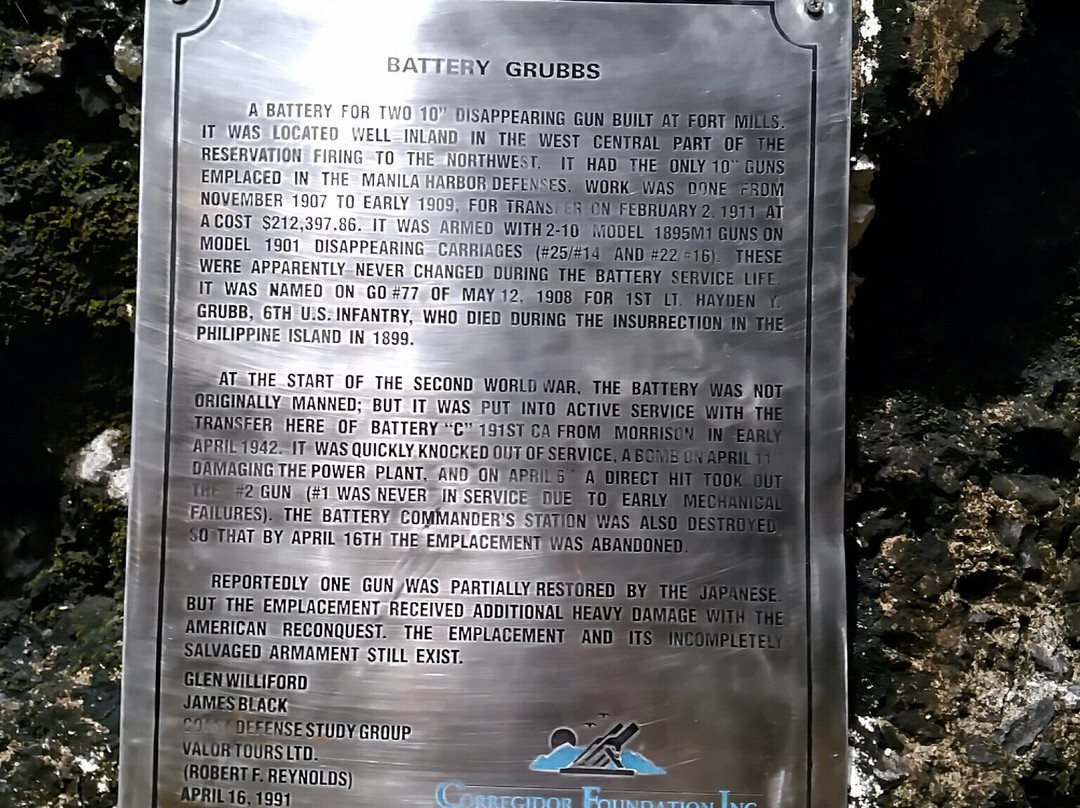 BATTERY GRUBBS
A BATTERY FOR TWO 10" DISAPPEARING GUN BUILT AT FORT MILLS.
IT WAS LOCATED WELL INLAND IN THE WEST CENTRAL PART OF THE
RESERVATION FIRING TO THE NORTHWEST. IT HAD THE ONLY 10" GUNS
EMPLACED IN THE MANILA HARBOR DEFENSES. WORK WAS DONE FROM
NOVEMBER 1907 TO EARLY 1909, FOR TRANSFER ON FEBRUARY 2, 1911 AT
A COST $212,397.86. IT WAS ARMED WITH 2-10 MODEL 1895M1 GUNS ON
MODEL 1901 DISAPPEARING CARRIAGES (#25/#14 AND #22/#16). THESE
WERE APPARENTLY NEVER CHANGED DURING THE BATTERY SERVICE LIFE.
IT WAS NAMED ON GO #77 OF MAY 12, 1908 FOR 1ST LT. HAYDEN Y.
GRUBB, 6TH U.S. INFANTRY, WHO DIED DURING THE INSURRECTION IN THE
PHILIPPINE ISLAND IN 1899.
AT THE START OF THE SECOND WORLD WAR, THE BATTERY WAS NOT
ORIGINALLY MANNED; BUT IT WAS PUT INTO ACTIVE SERVICE WITH THE
TRANSFER HERE OF BATTERY "C" 191ST CA FROM MORRISON IN EARLY
APRIL 1942. IT WAS QUICKLY KNOCKED OUT OF SERVICE, A BOMB ON APRIL
DAMAGING THE POWER PLANT, AND ON APRIL A DIRECT HIT TOOK OUT
THE #2 GUN (#1 WAS NEVER IN SERVICE DUE TO EARLY MECHANICAL
FAILURES). THE BATTERY COMMANDER'S STATION WAS ALSO DESTROYED,
SO THAT BY APRIL 16TH THE EMPLACEMENT WAS ABANDONED.
REPORTEDLY ONE GUN WAS PARTIALLY RESTORED BY THE JAPANESE.
BUT THE EMPLACEMENT RECEIVED ADDITIONAL HEAVY DAMAGE WITH THE
AMERICAN RECONQUEST. THE EMPLACEMENT AND ITS INCOMPLETELY
SALVAGED ARMAMENT STILL EXIST.
GLEN WILLIFORD
JAMES BLACK
COAST DEFENSE STUDY GROUP
VALOR TOURS LTD.
(ROBERT F. REYNOLDS)
APRIL 16, 1991
CORREGIDOR FOUNDATION INC